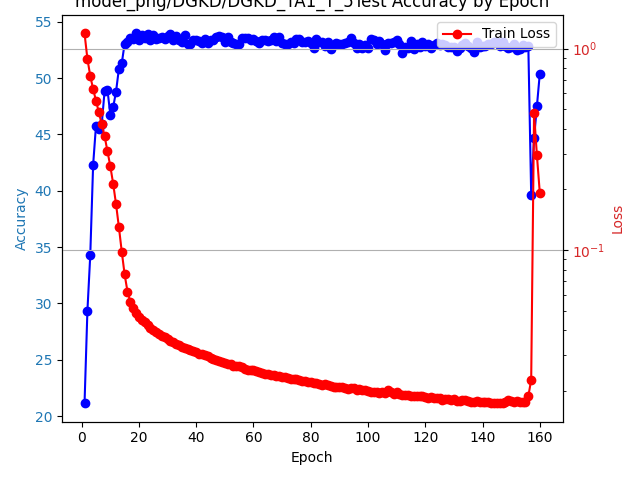 model_png/DGKD/DGKD_TA1_T_5Test Accuracy by Epoch
Train Loss
55
50
45
40
35
30
25
20
Accuracy
10⁰
10⁻¹
Loss
0 20 40 60 80 100 120 140 160
Epoch